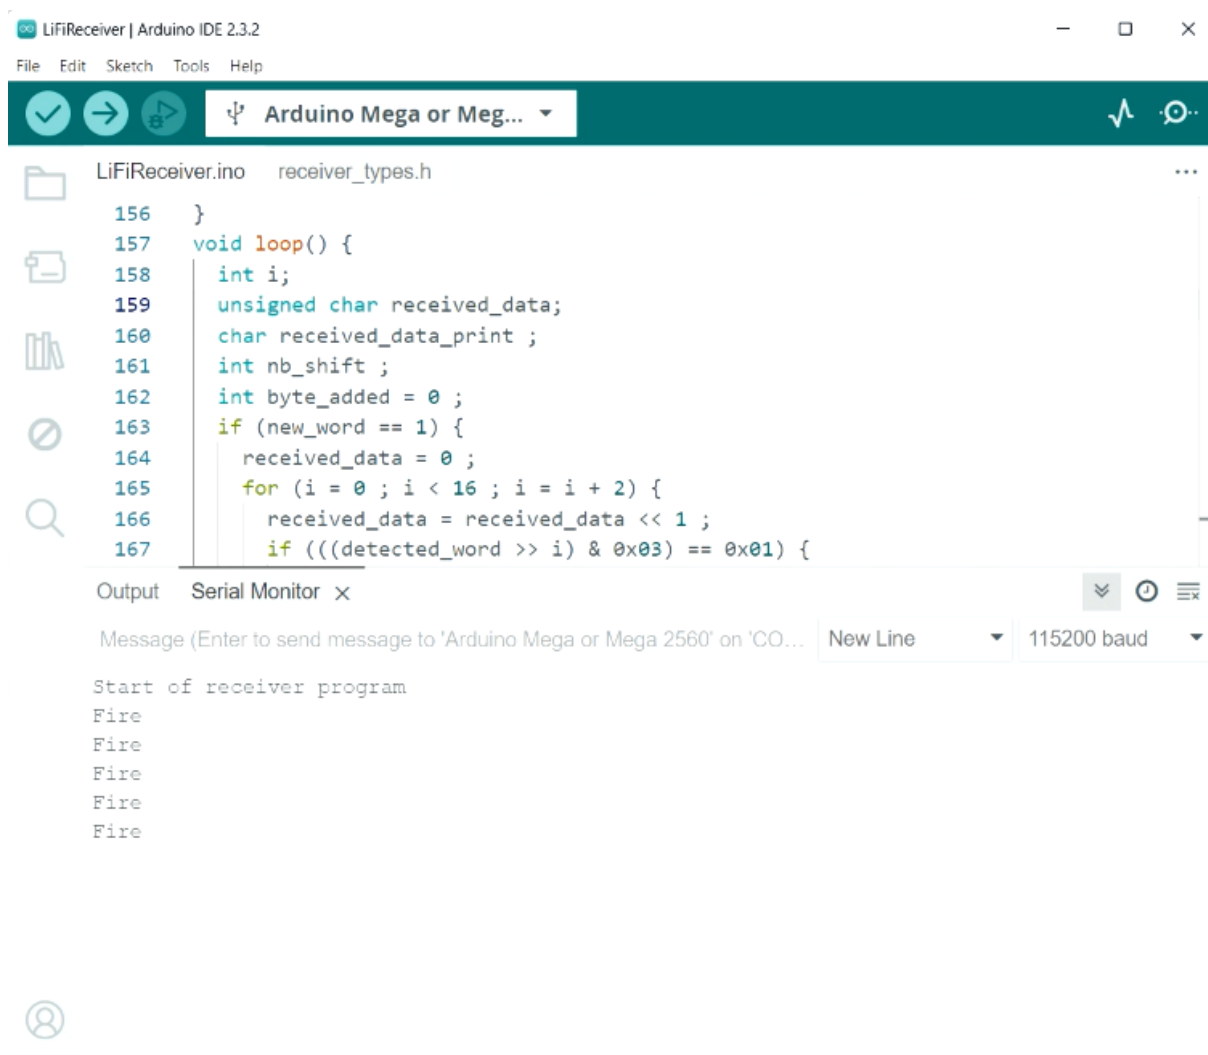 LiFiReceiver | Arduino IDE 2.3.2
File Edit Sketch Tools Help
Arduino Mega or Meg...
LiFiReceiver.ino receiver_types.h
156 }
157 void loop() {
158 int i;
159 unsigned char received_data;
160 char received_data_print ;
161 int nb_shift ;
162 int byte_added = 0 ;
163 if (new_word == 1) {
164 received_data = 0 ;
165 for (i = 0 ; i < 16 ; i = i + 2) {
166 received_data = received_data << 1 ;
167 if (((detected_word >> i) & 0x03) == 0x01) {
Output Serial Monitor
Message (Enter to send message to 'Arduino Mega or Mega 2560' on 'CO... New Line 115200 baud
Start of receiver program
Fire
Fire
Fire
Fire
Fire